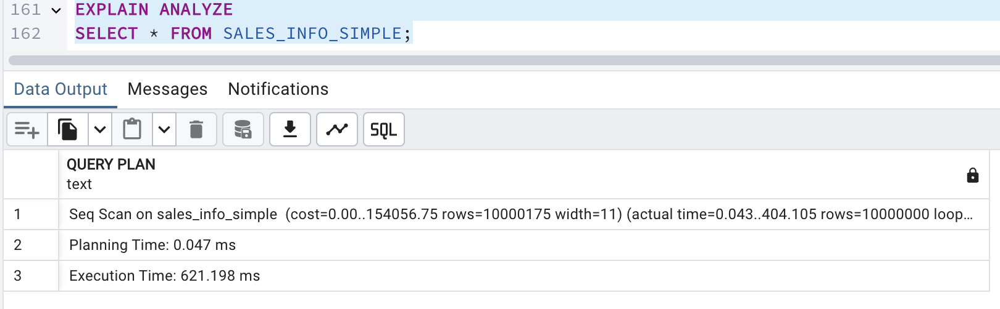 161 EXPLAIN ANALYZE
162 SELECT * FROM SALES_INFO_SIMPLE;
Data Output Messages Notifications
SQL
QUERY PLAN
text
1 Seq Scan on sales_info_simple (cost=0.00..154056.75 rows=10000175 width=11) (actual time=0.043..404.105 rows=10000000 loop...
2 Planning Time: 0.047 ms
3 Execution Time: 621.198 ms